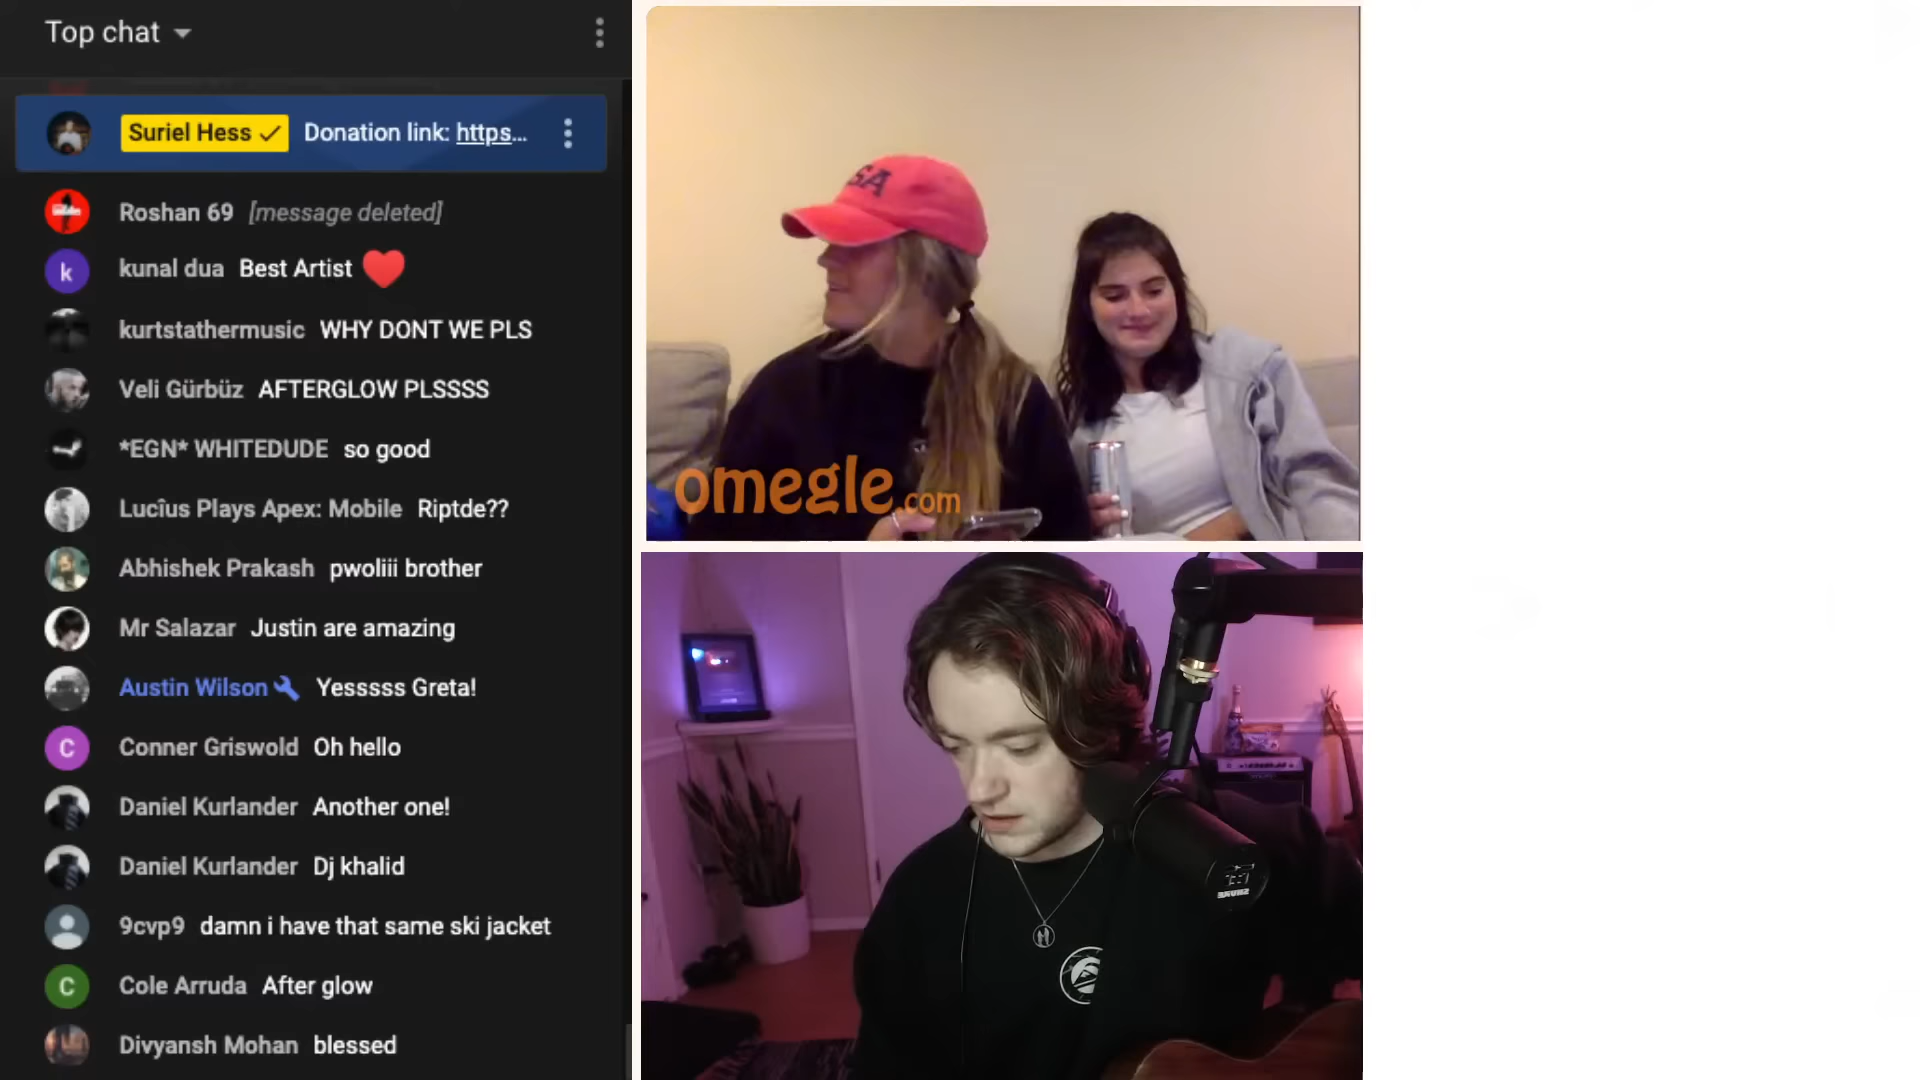 Top chat
Suriel Hess Donation link: https...
Roshan 69 [message deleted]
kunal dua Best Artist
kurtstathermusic WHY DONT WE PLS
Veli Gürbüz AFTERGLOW PLSSSS
*EGN* WHITEDUDE so good
Lucîus Plays Apex: Mobile Riptde??
Abhishek Prakash pwoliii brother
Mr Salazar Justin are amazing
Austin Wilson Yesssss Greta!
Conner Griswold Oh hello
Daniel Kurlander Another one!
Daniel Kurlander Dj khalid
9cvp9 damn i have that same ski jacket
Cole Arruda After glow
Divyansh Mohan blessed
k
C
C
omegle.com